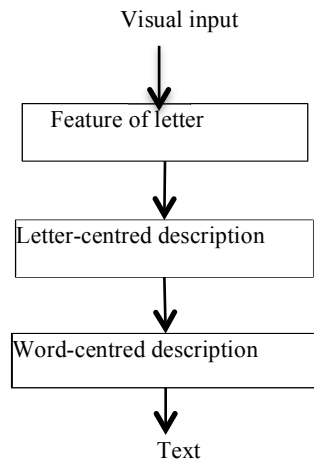 Visual input
Feature of letter
Letter-centred description
Word-centred description
Text